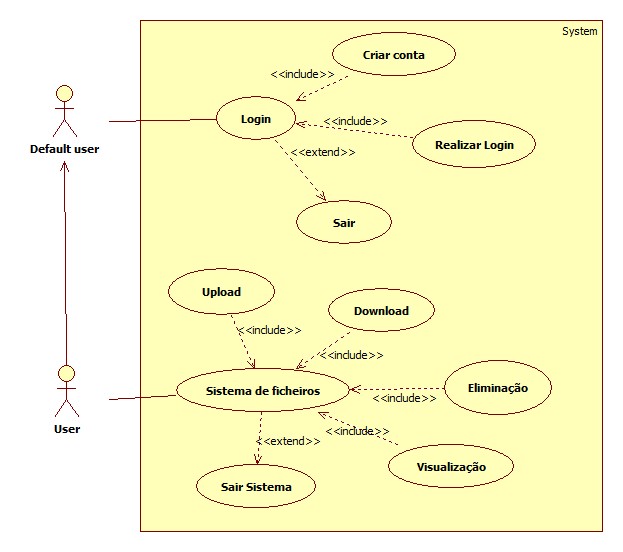 System
Criar conta
<<include>>
Login
<<include>>
Default user
Realizar Login
<<extend>>
Sair
Upload
Download
<<include>>
<<include>>
User
Sistema de ficheiros
Eliminação
<<include>>
<<include>>
<<extend>>
Visualização
Sair Sistema